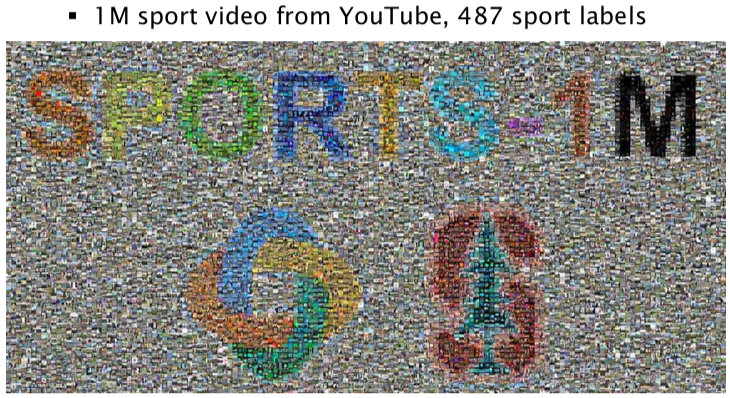 ▪ 1M sport video from YouTube, 487 sport labels
SPORTS-1M
S